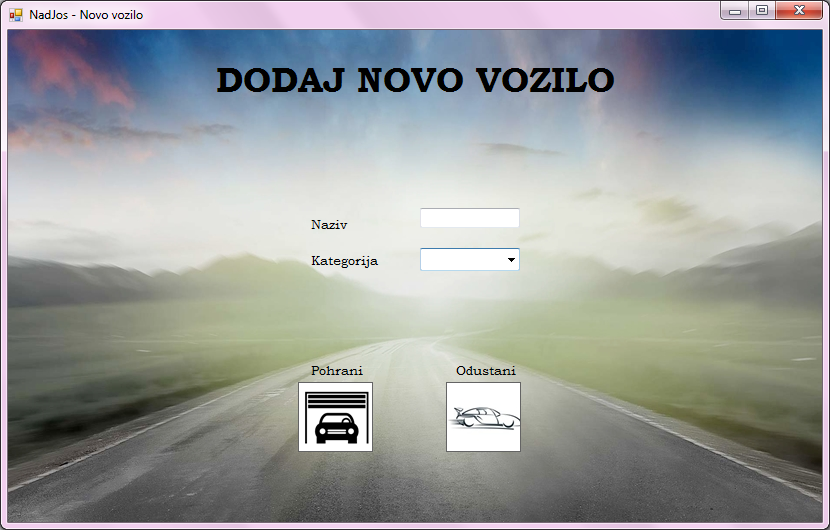 NadJos - Novo vozilo
DODAJ NOVO VOZILO
Naziv
Kategorija
Pohrani Odustani